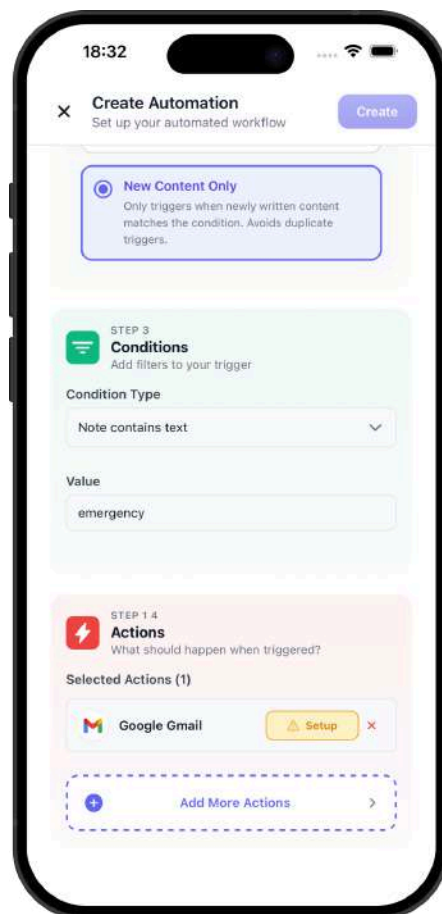 18:32
Create Automation
Set up your automated workflow
Create
New Content Only
Only triggers when newly written content
matches the condition. Avoids duplicate
triggers.
STEP 3
Conditions
Add filters to your trigger
Condition Type
Note contains text
Value
emergency
STEP 1 4
Actions
What should happen when triggered?
Selected Actions (1)
Google Gmail
Setup
Add More Actions